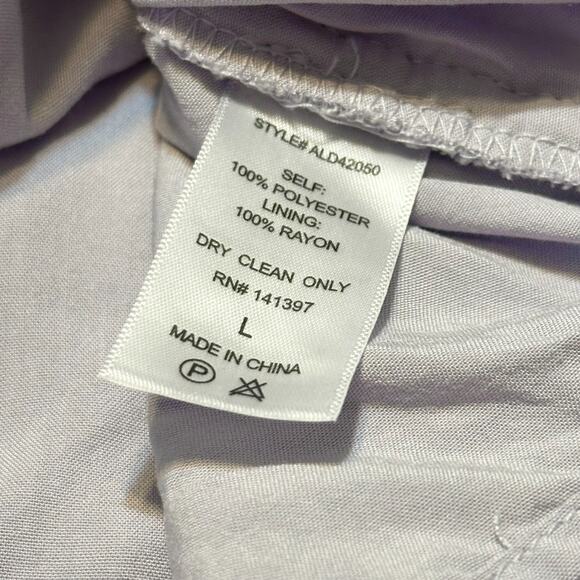 STYLE# ALD42050
SELF:
100% POLYESTER
LINING:
100% RAYON
DRY CLEAN ONLY
RN# 141397
L
MADE IN CHINA
P